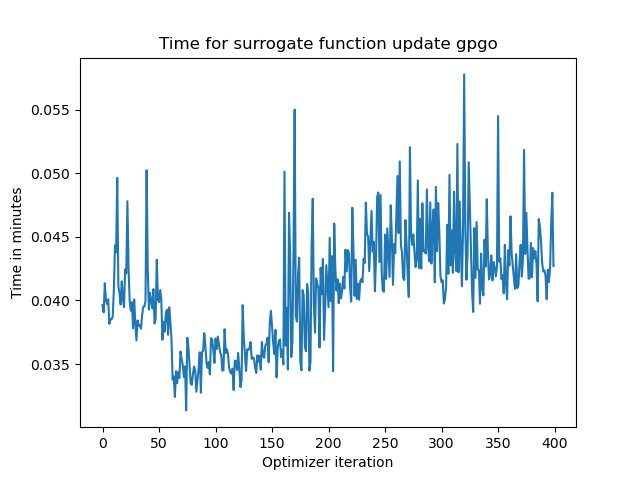 Time for surrogate function update gpgo
Time in minutes
0.055
0.050
0.045
0.040
0.035
0 50 100 150 200 250 300 350 400
Optimizer iteration